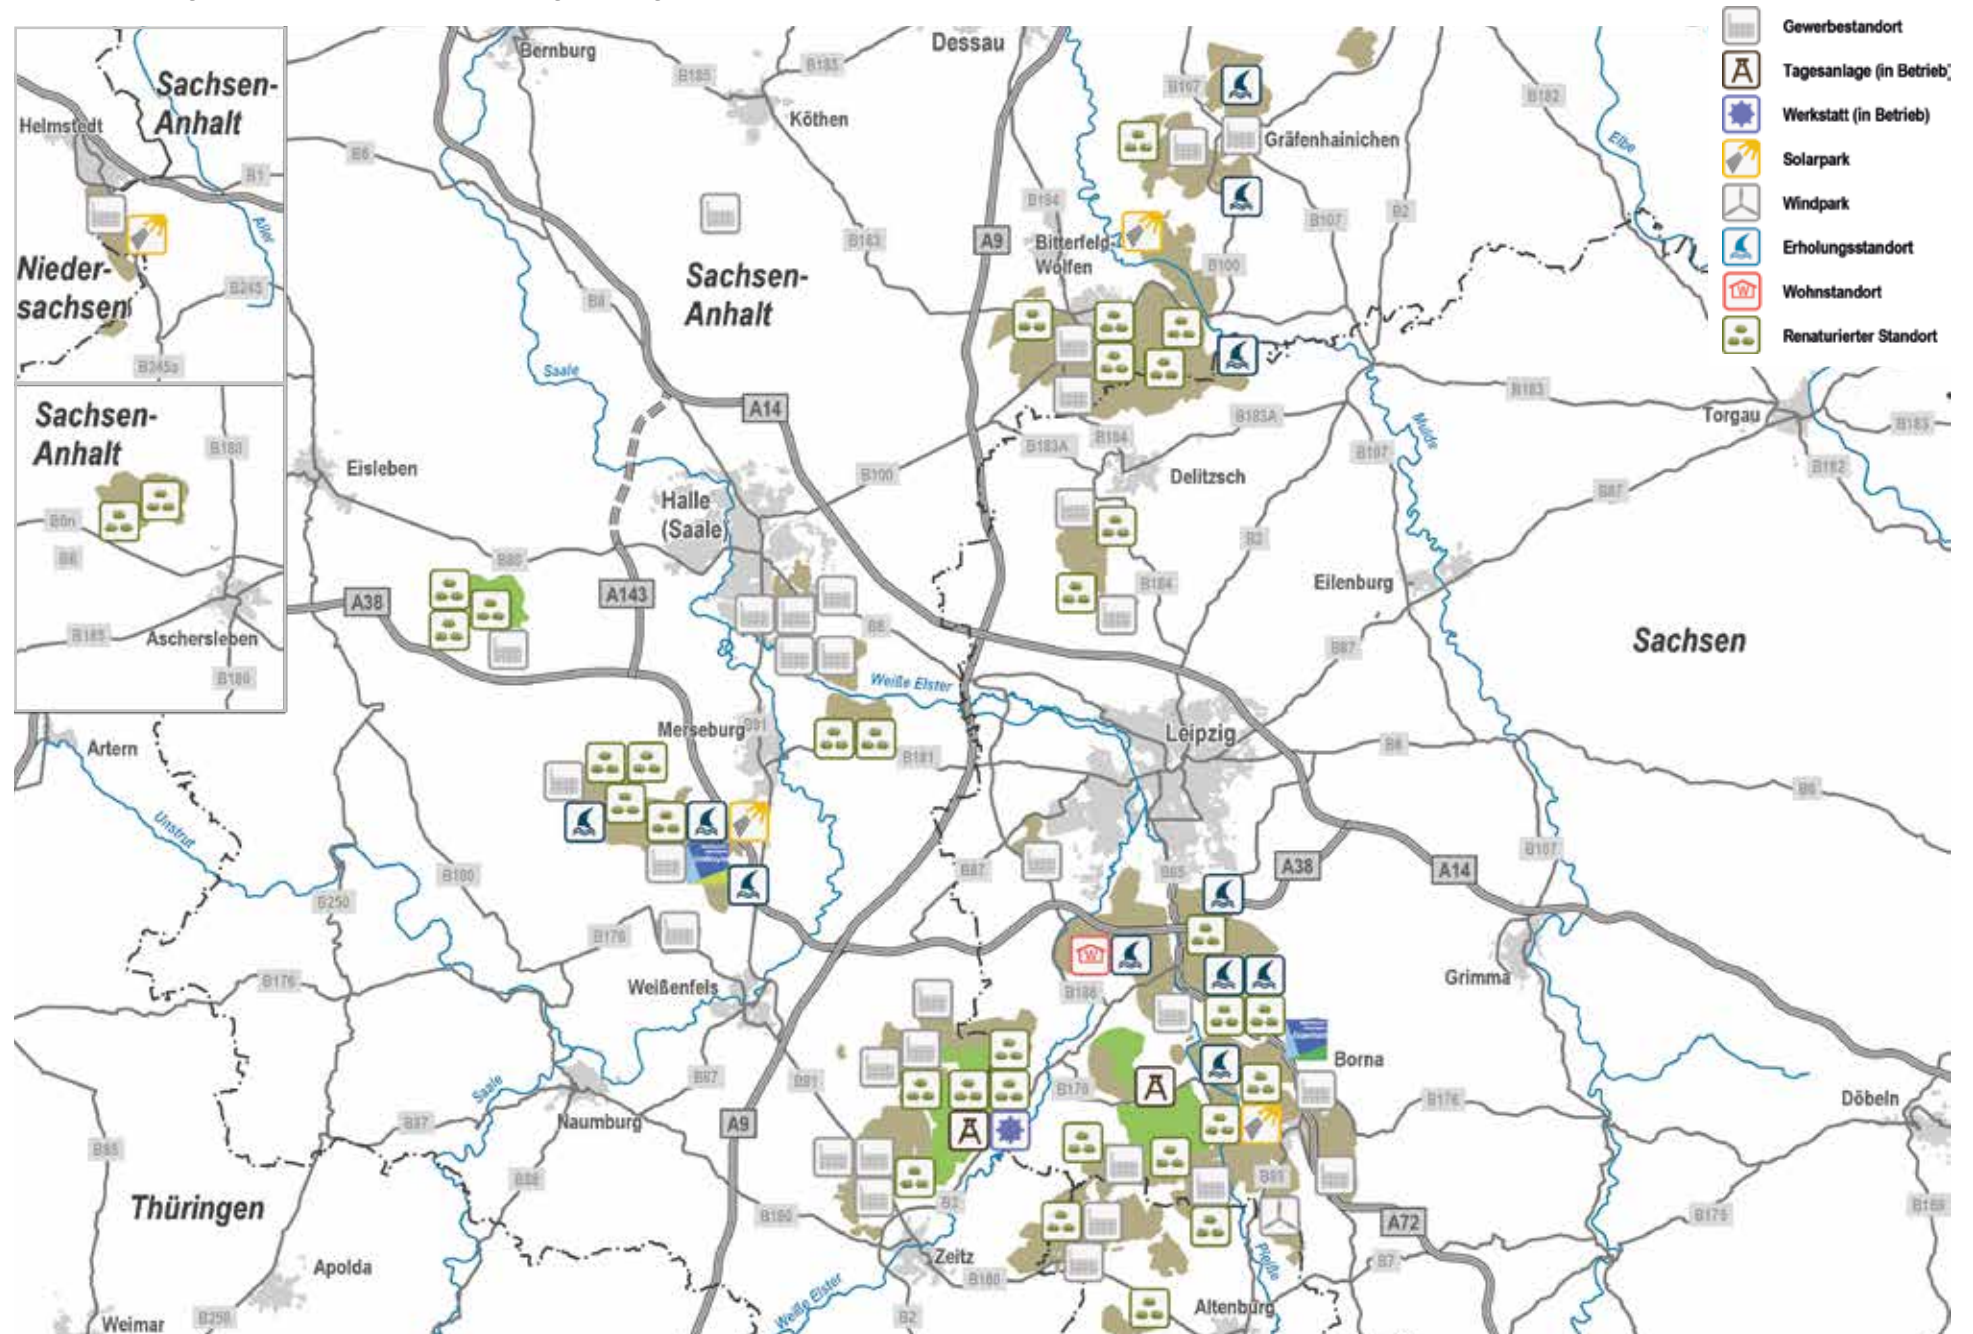 Gewerbestandort
Tagesanlage (in Betrieb)
Werkstatt (in Betrieb)
Solarpark
Windpark
Erholungsstandort
Wohnstandort
Renaturierter Standort
Sachsen-
Anhalt
Helmstedt
B1
Aller
Nieder-
sachsen
B245
B245a
Sachsen-
Anhalt
B180
B6n
B6
B185
Aschersleben
B180
Bernburg
Dessau
B185
B183
Köthen
B6
B107
Gräfenhainichen
B182
Elbe
Saale
B184
B107
B2
A9
B183
Bitterfeld-
Wolfen
B100
Sachsen-
Anhalt
B6
Saale
A14
B183
Torgau
B183
B183A
B184
B183A
Mulde
B107
B182
Eisleben
B100
Delitzsch
B87
Halle
(Saale)
B2
B80
A38
A143
B184
Eilenburg
B6
B87
Sachsen
Weiße Elster
Artern
Merseburg
B91
B181
Leipzig
B6
B6
Unstrut
B180
B250
B87
B95
A38
A14
B107
W
B176
B176
Weißenfels
B186
Grimma
Borna
B87
B91
B176
B176
Döbeln
Saale
Naumburg
B87
A9
B95
B88
Thüringen
B180
B2
B93
A72
B175
B169
Apolda
Zeitz
B180
Pleiße
B7
Weiße Elster
B2
Altenburg
Weimar